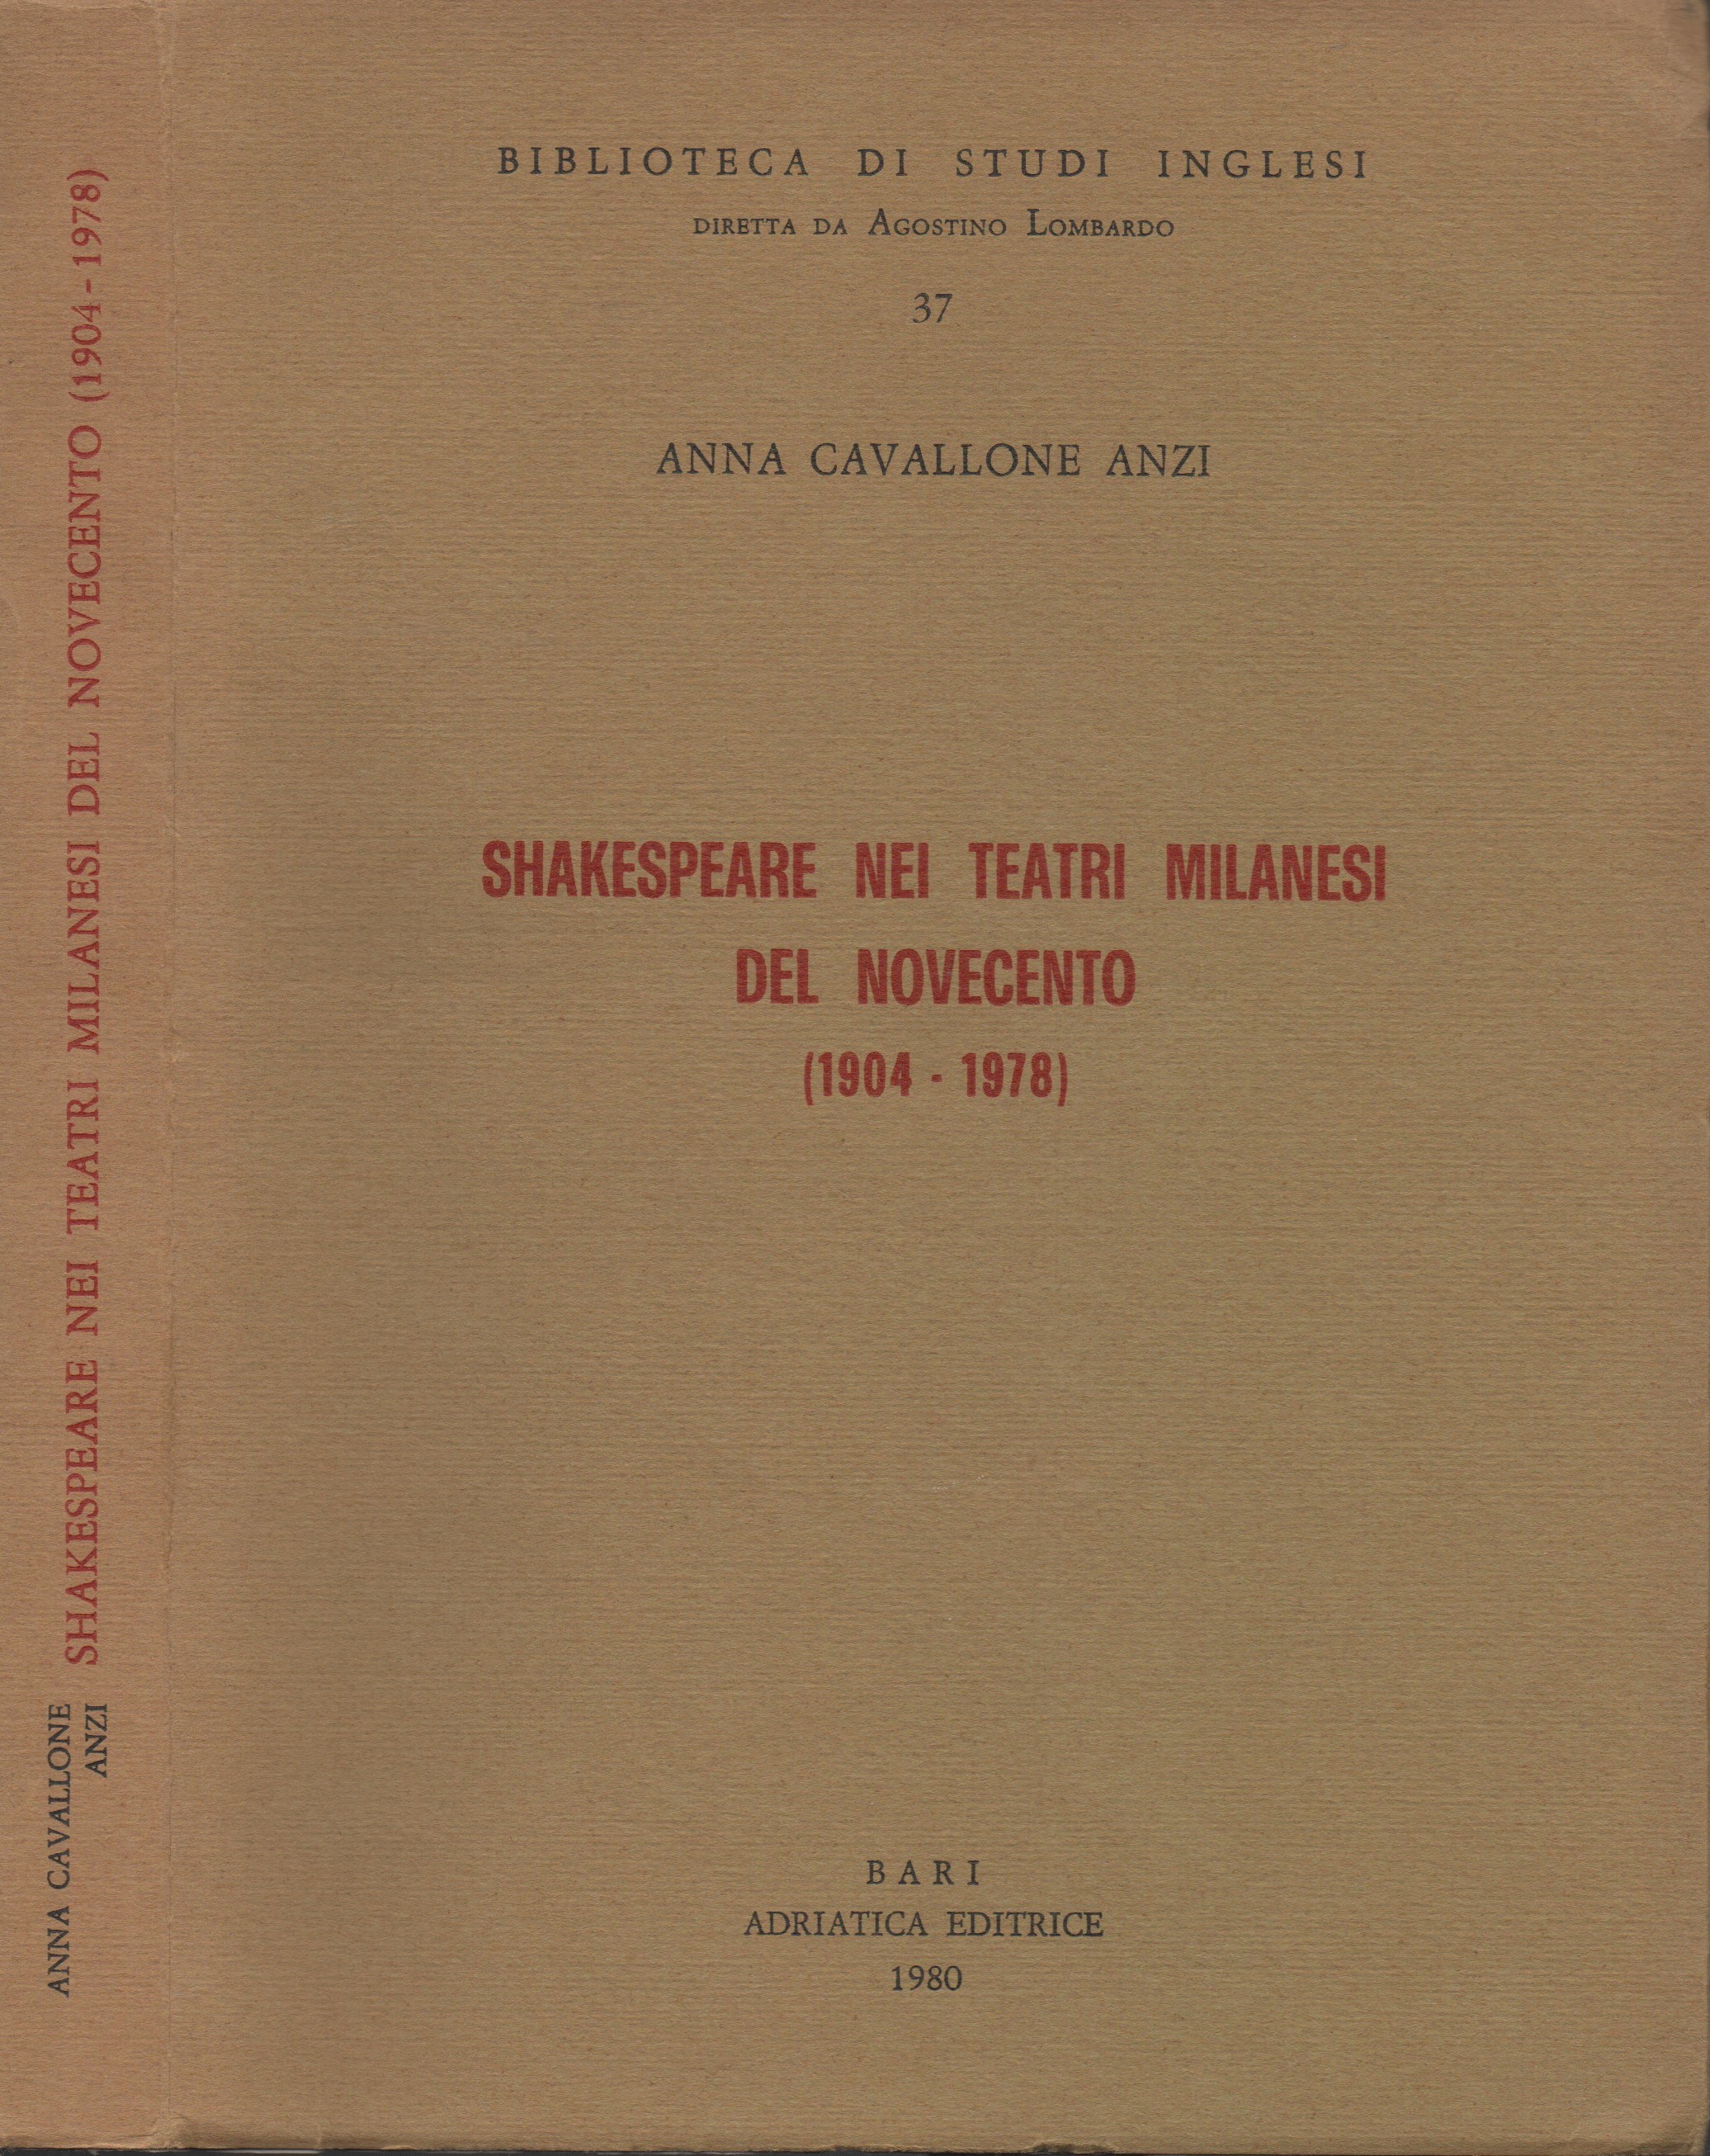 BIBLIOTECA DI STUDI INGLESI
DIRETTA DA AGOSTINO LOMBARDO
37
ANNA CAVALLONE ANZI
SHAKESPEARE NEI TEATRI MILANESI
DEL NOVECENTO
(1904 - 1978)
BARI
ADRIATICA EDITRICE
1980
ANNA CAVALLONE
ANZI
SHAKESPEARE NEI TEATRI MILANESI DEL NOVECENTO (1904 - 1978)